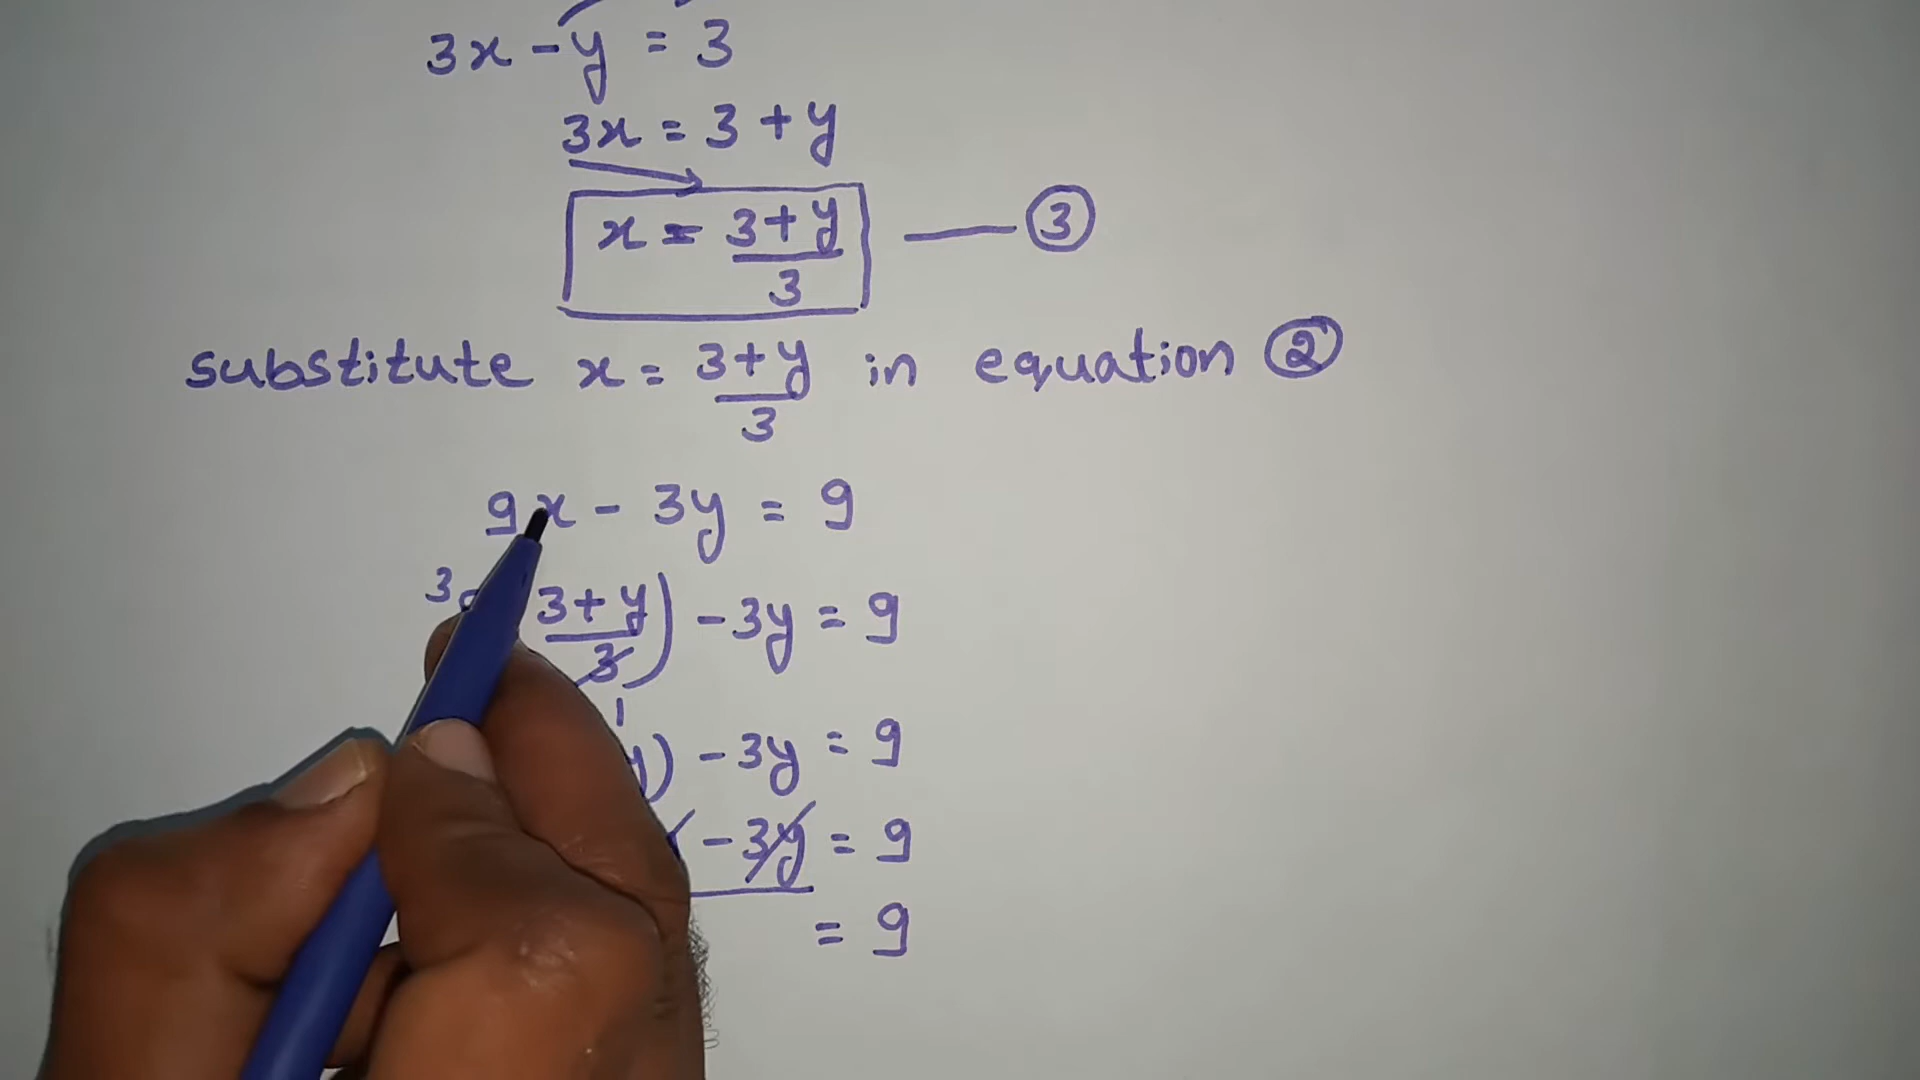 3x - y = 3
3x = 3 + y
x = 3+y/3 —— ③
substitute x = 3+y/3 in equation ②
9x - 3y = 9
3 3+y/3) - 3y = 9
1
y) - 3y = 9
- 3y = 9
= 9